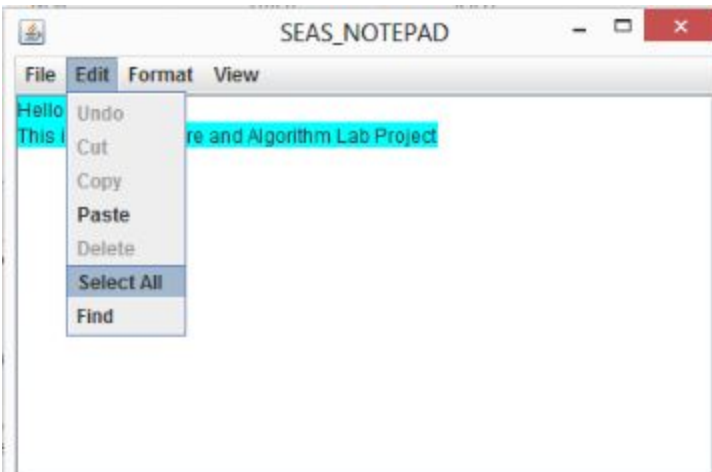 SEAS_NOTEPAD
File Edit Format View
Hello
This i re and Algorithm Lab Project
Undo
Cut
Copy
Paste
Delete
Select All
Find